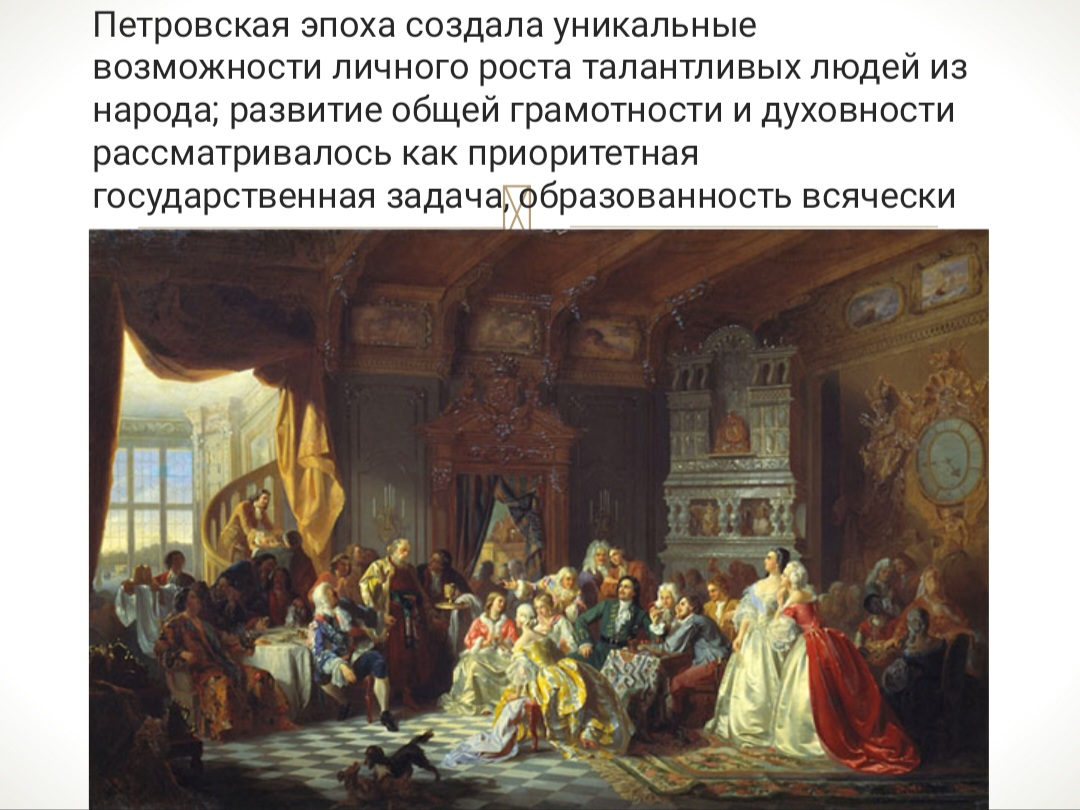 Петровская эпоха создала уникальные
возможности личного роста талантливых людей из
народа; развитие общей грамотности и духовности
рассматривалось как приоритетная
государственная задача, образованность всячески